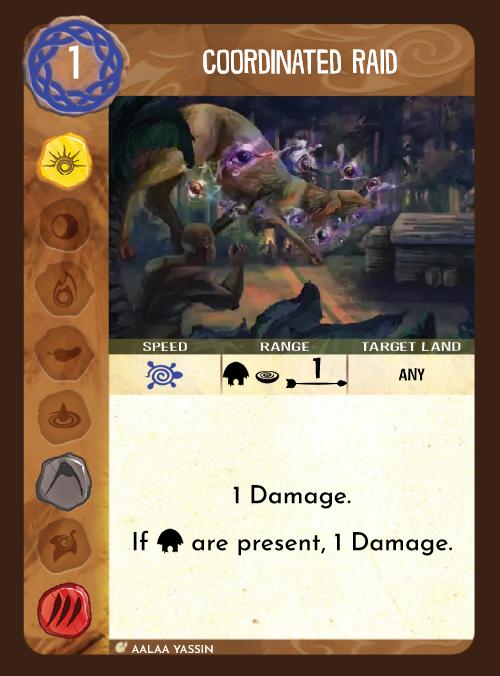 1
COORDINATED RAID
SPEED RANGE TARGET LAND
1 ANY
1 Damage.
If are present, 1 Damage.
AALAA YASSIN